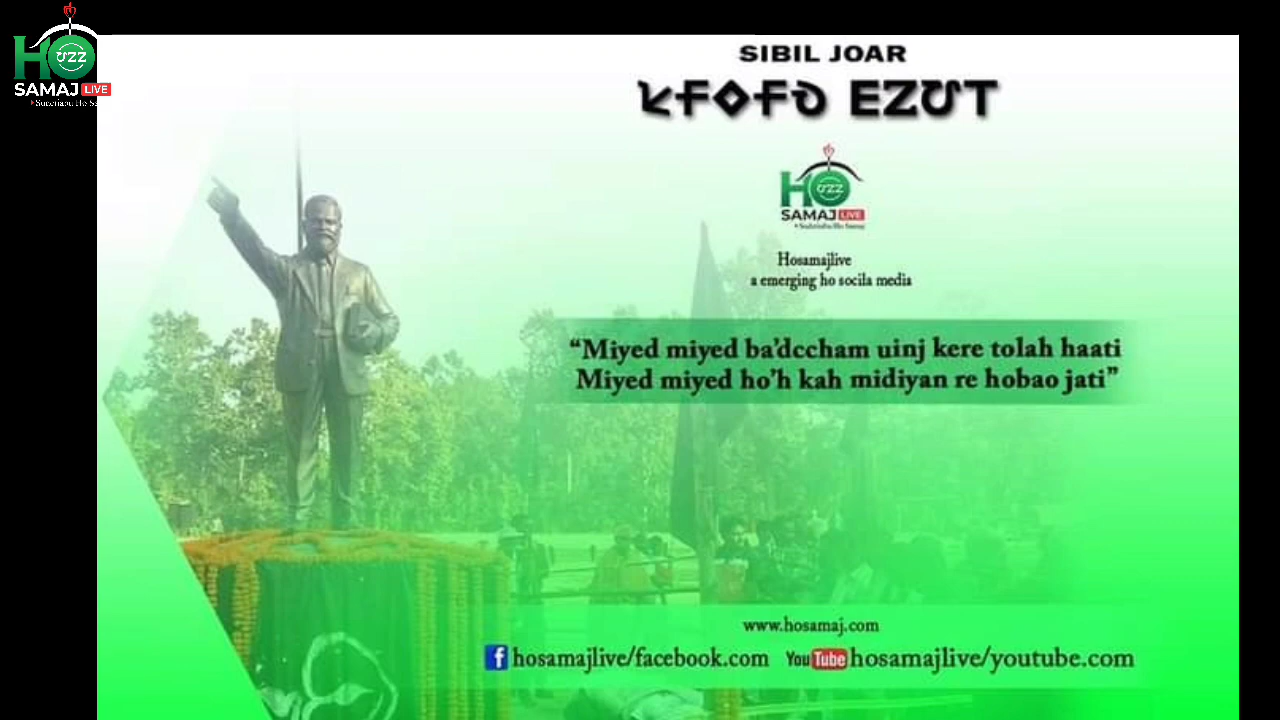 HO
SAMAJ LIVE
SIBIL JOAR
HO
SAMAJ LIVE
Hosamajlive
a emerging ho socila media
“Miyed miyed ba’dccham uinj kere tolah haati
Miyed miyed ho’h kah midiyan re hobao jati”
www.hosamaj.com
f hosamajlive/facebook.com YouTube hosamajlive/youtube.com